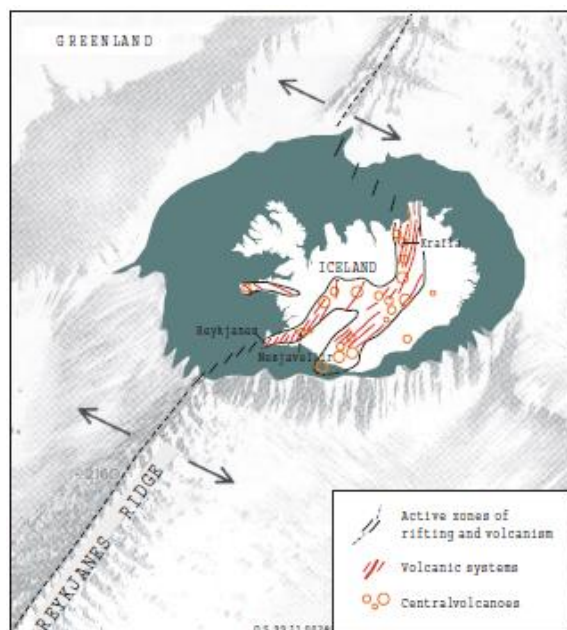 GREENLAND
Krafla
ICELAND
Reykjanes
Nesjavellir
REYKJANES RIDGE
Active zones of
rifting and volcanism
Volcanic systems
Centralvolcanoes